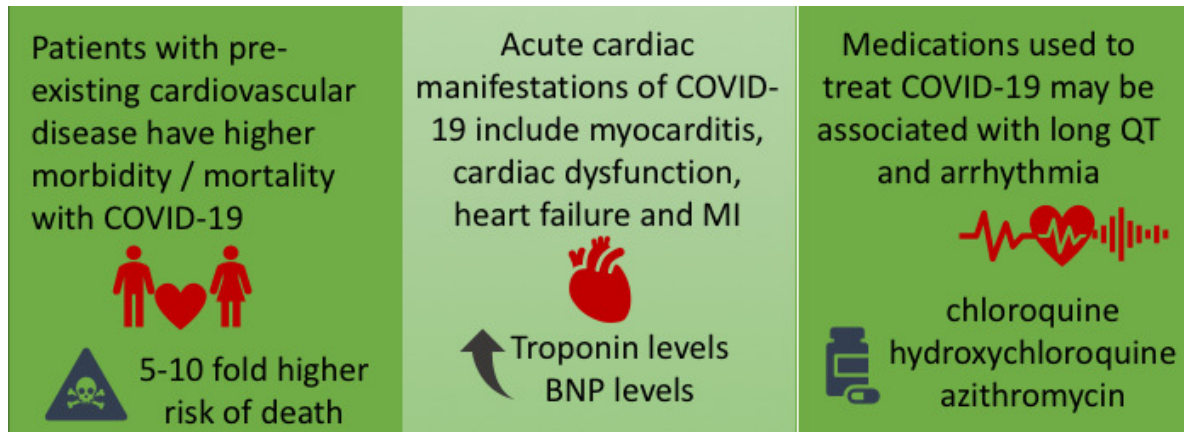 Patients with pre-
existing cardiovascular
disease have higher
morbidity / mortality
with COVID-19
5-10 fold higher
risk of death
Acute cardiac
manifestations of COVID-
19 include myocarditis,
cardiac dysfunction,
heart failure and MI
Troponin levels
BNP levels
Medications used to
treat COVID-19 may be
associated with long QT
and arrhythmia
chloroquine
hydroxychloroquine
azithromycin